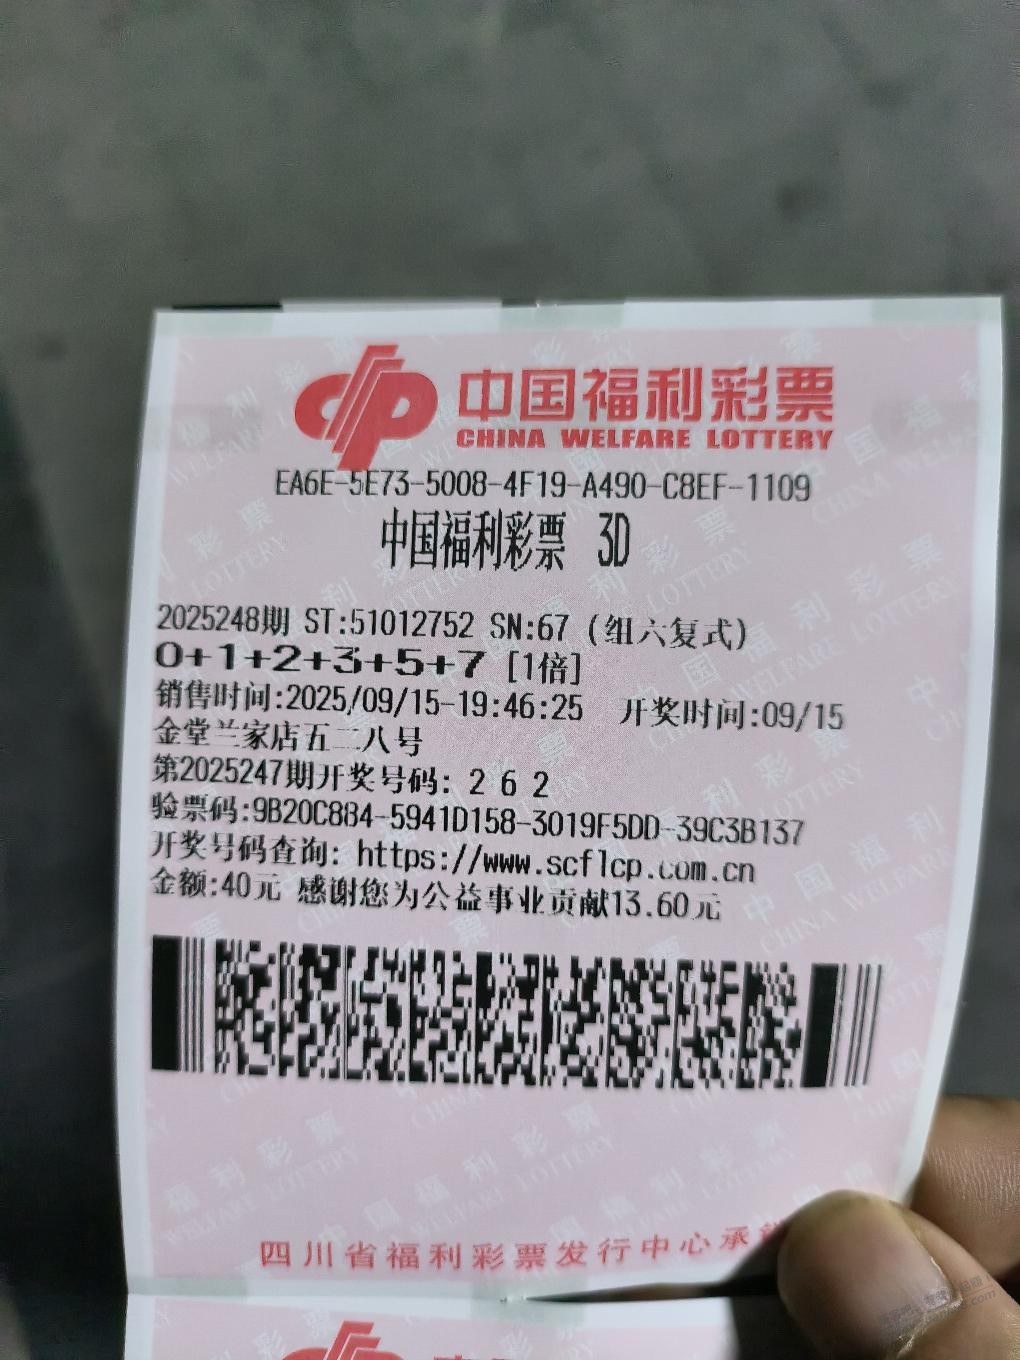 中国福利彩票
CHINA WELFARE LOTTERY
EA6E-5E73-5008-4F19-A490-C8EF-1109
中国福利彩票 3D
2025248期 ST:51012752 SN:67 (组六复式)
0+1+2+3+5+7 [1倍]
销售时间:2025/09/15-19:46:25 开奖时间:09/15
金堂兰家店五二八号
第2025247期开奖号码: 2 6 2
验票码:9B20C884-5941D158-3019F5DD-39C3B137
开奖号码查询: https://www.scflcp.com.cn
金额:40元 感谢您为公益事业贡献13.60元
四川省福利彩票发行中心承